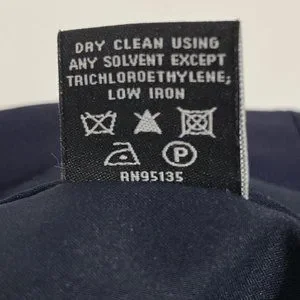 DRY CLEAN USING
ANY SOLVENT EXCEPT
TRICHLOROETHYLENE;
LOW IRON
P
RN95135